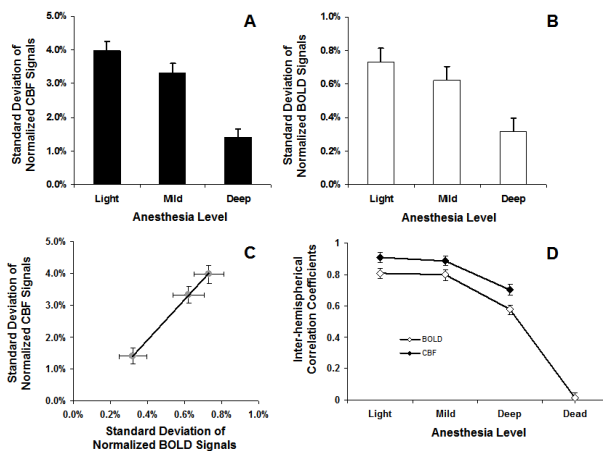 A
Standard Deviation of
Normalized CBF Signals
5.0%
4.0%
3.0%
2.0%
1.0%
0.0%
Light Mild Deep
Anesthesia Level
B
Standard Deviation of
Normalized BOLD Signals
1.0%
0.8%
0.6%
0.4%
0.2%
0.0%
Light Mild Deep
Anesthesia Level
C
Standard Deviation of
Normalized CBF Signals
5.0%
4.0%
3.0%
2.0%
1.0%
0.0%
0.0% 0.2% 0.4% 0.6% 0.8% 1.0%
Standard Deviation of
Normalized BOLD Signals
D
Inter-hemispherical
Correlation Coefficients
1
0.8
0.6
0.4
0.2
0
BOLD
CBF
Light Mild Deep Dead
Anesthesia Level